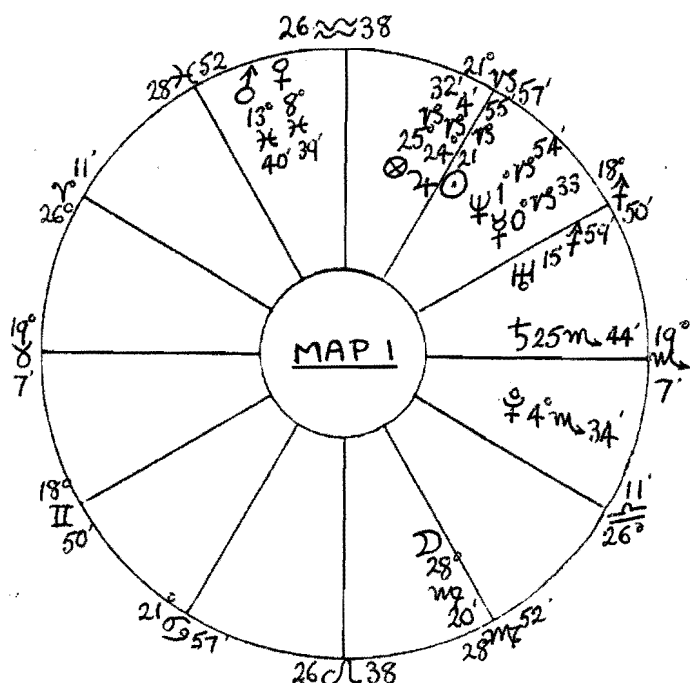 26 ♒ 38
28 ♓ 52
♂ ♀
13° 8°
♓ ♓
40' 39'
21° ♑ 57'
32' 4' 55'
♑ ♑ ♑
25° 24° 21
⊗ ♃ ☉
♆ 1° ♑ 54'
☿ 0° ♑ 33
18°
♐
50'
♅ 15 ♐ 59'
11'
♈
26°
19°
♉
7'
MAP 1
♄ 25 ♏ 44'
19°
♏
7'
♇ 4° ♏ 34'
18°
♊
50'
11'
♎
26°
☽
28°
♍
20'
21°
♋
57'
28 ♍ 52'
26 ♌ 38